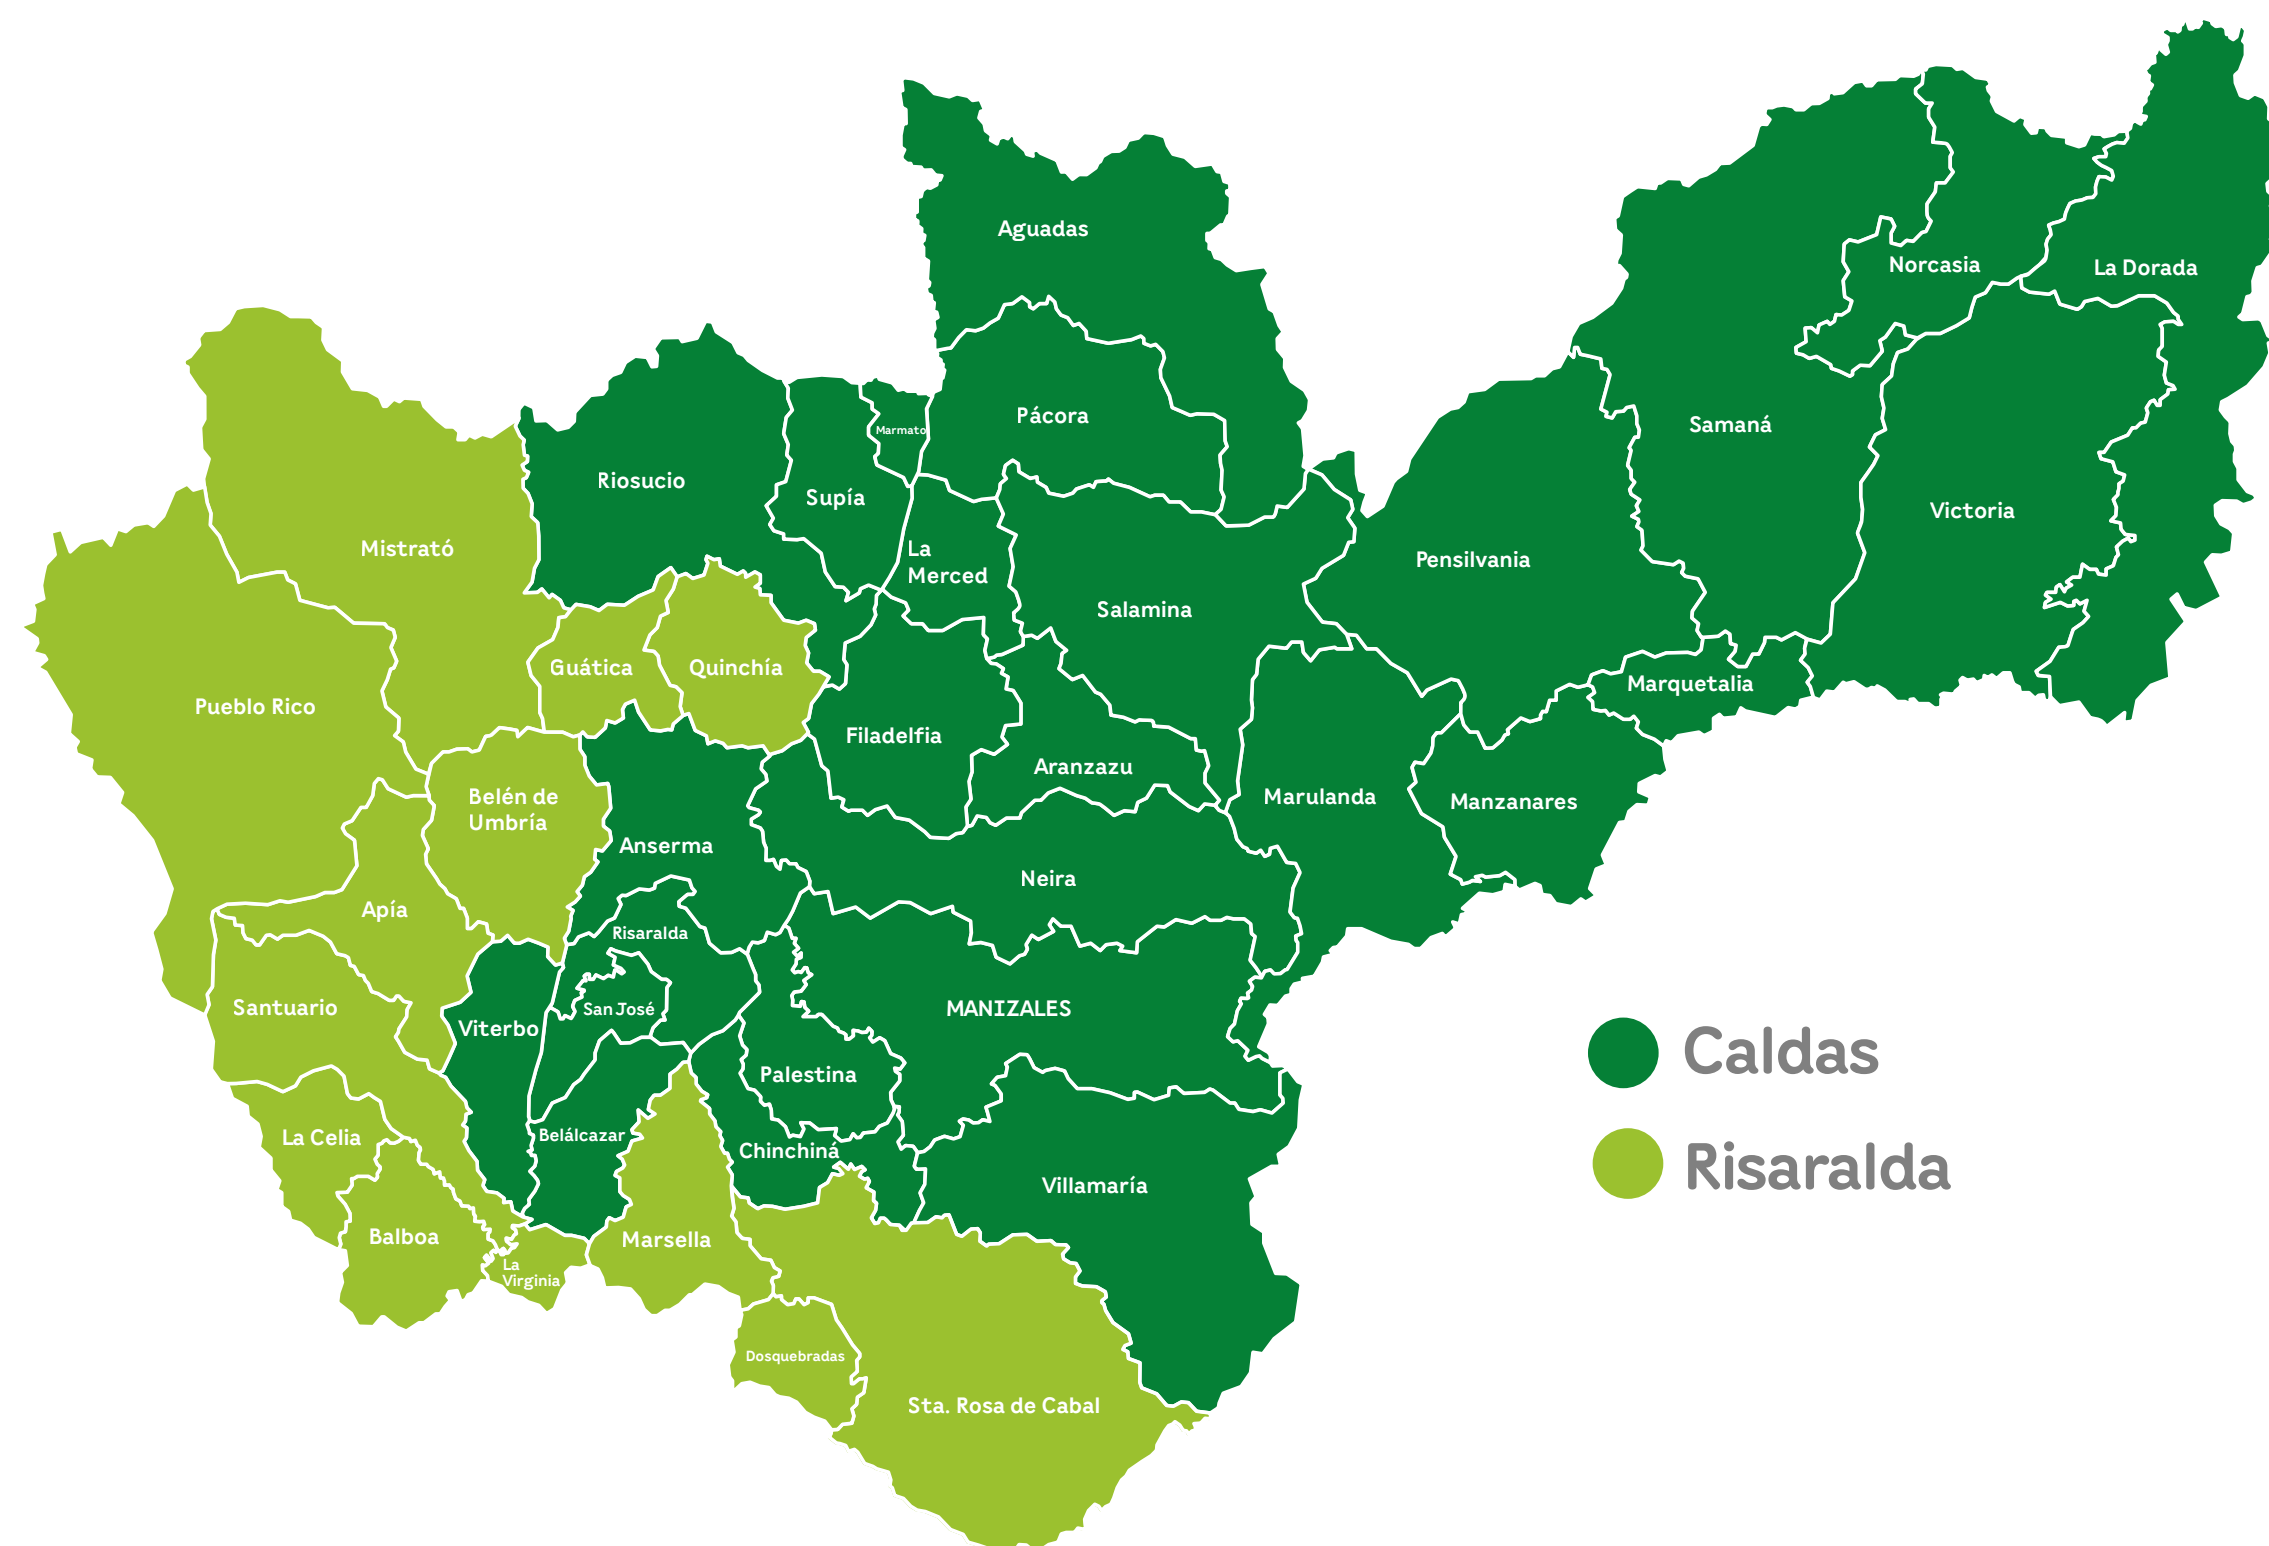 Aguadas
Norcasia
La Dorada
Pácora
Marmato
Samaná
Riosucio
Supía
Victoria
Mistrató
La
Merced
Pensilvania
Salamina
Guática
Quinchía
Marquetalia
Pueblo Rico
Filadelfia
Aranzazu
Belén de
Umbría
Marulanda
Manzanares
Anserma
Neira
Apía
Risaralda
Santuario
San José
MANIZALES
Viterbo
Caldas
Palestina
La Celia
Belálcazar
Chinchiná
Risaralda
Villamaría
Balboa
Marsella
La
Virginia
Dosquebradas
Sta. Rosa de Cabal